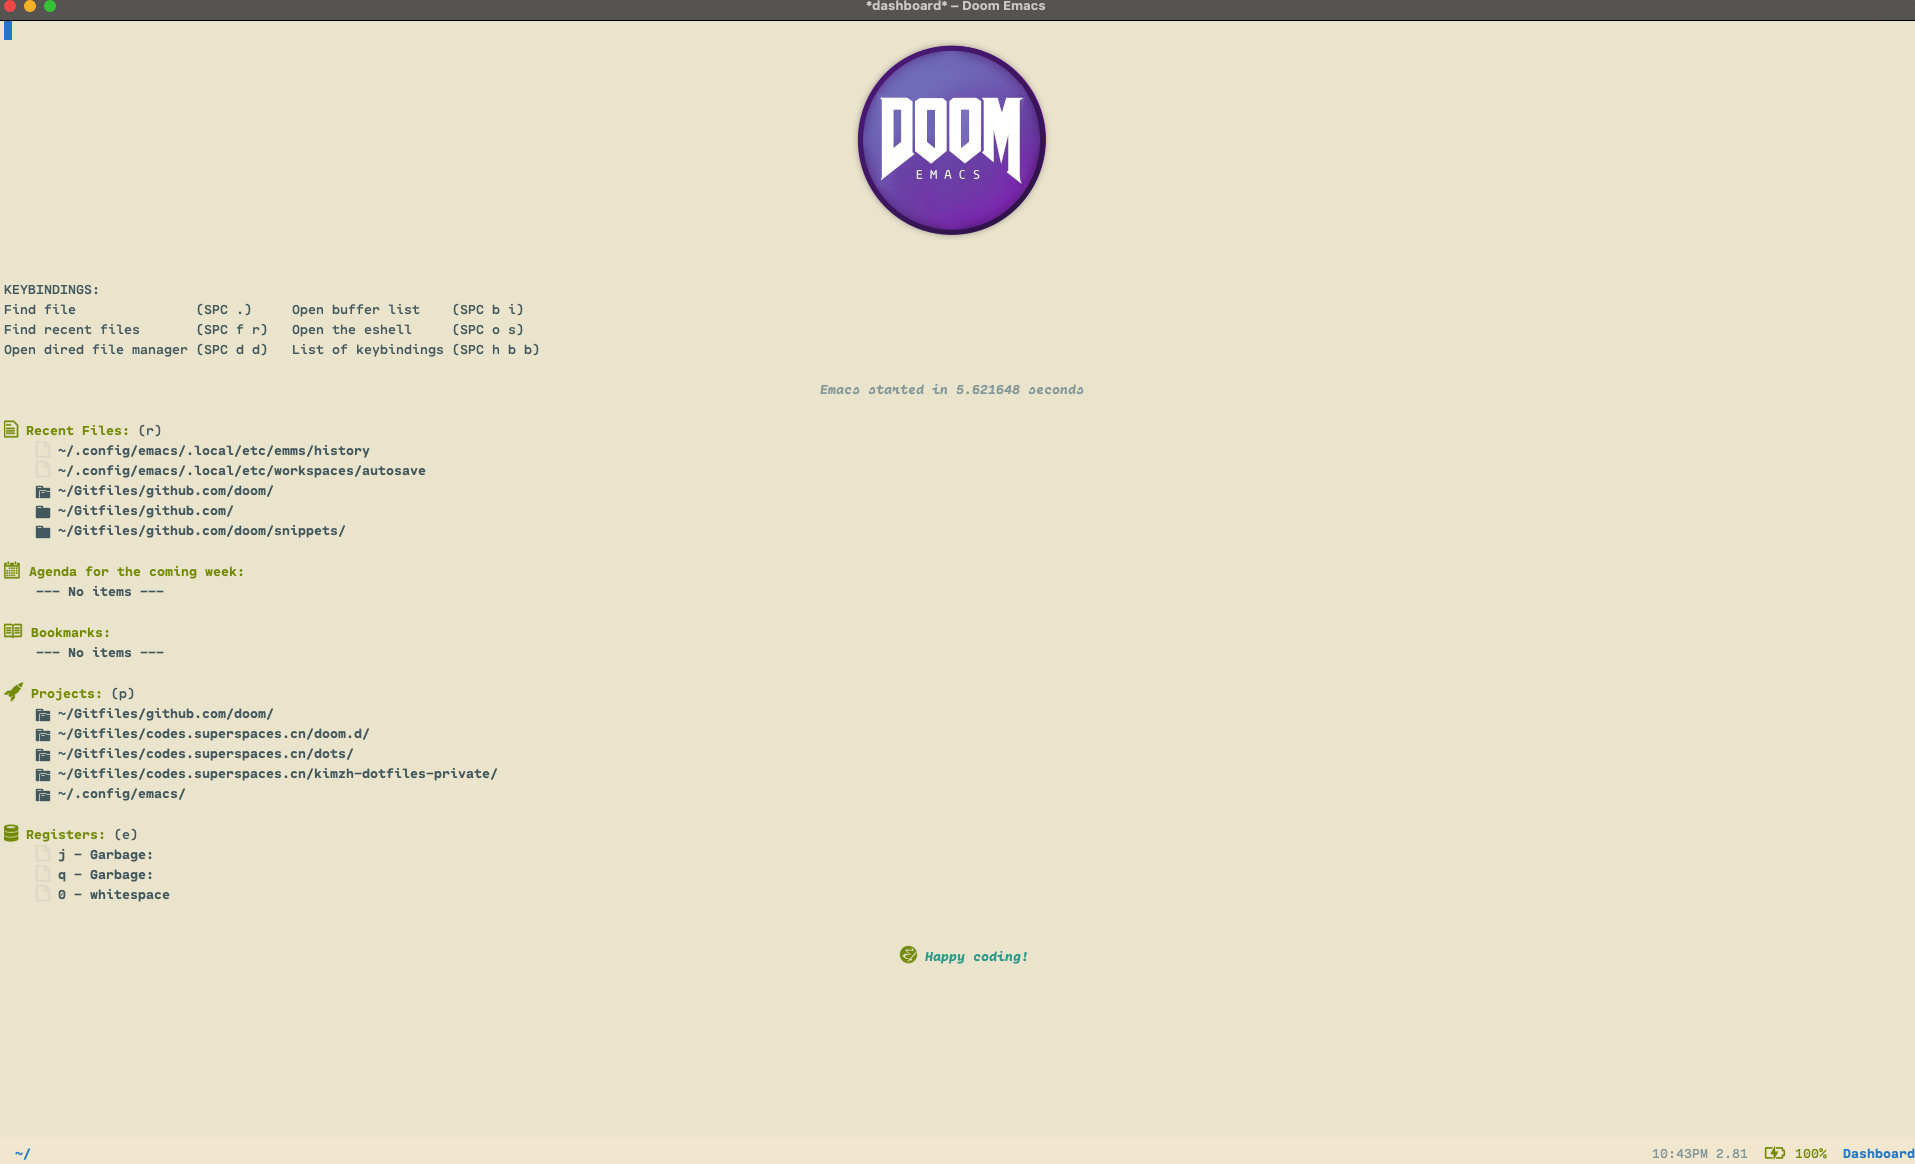 *dashboard* – Doom Emacs
DOOM
EMACS
KEYBINDINGS:
Find file (SPC .) Open buffer list (SPC b i)
Find recent files (SPC f r) Open the eshell (SPC o s)
Open dired file manager (SPC d d) List of keybindings (SPC h b b)
Emacs started in 5.621648 seconds
Recent Files: (r)
~/.config/emacs/.local/etc/emms/history
~/.config/emacs/.local/etc/workspaces/autosave
~/Gitfiles/github.com/doom/
~/Gitfiles/github.com/
~/Gitfiles/github.com/doom/snippets/
Agenda for the coming week:
--- No items ---
Bookmarks:
--- No items ---
Projects: (p)
~/Gitfiles/github.com/doom/
~/Gitfiles/codes.superspaces.cn/doom.d/
~/Gitfiles/codes.superspaces.cn/dots/
~/Gitfiles/codes.superspaces.cn/kimzh-dotfiles-private/
~/.config/emacs/
Registers: (e)
j - Garbage:
q - Garbage:
0 - whitespace
Happy coding!
~/ 10:43PM 2.81 100% Dashboard